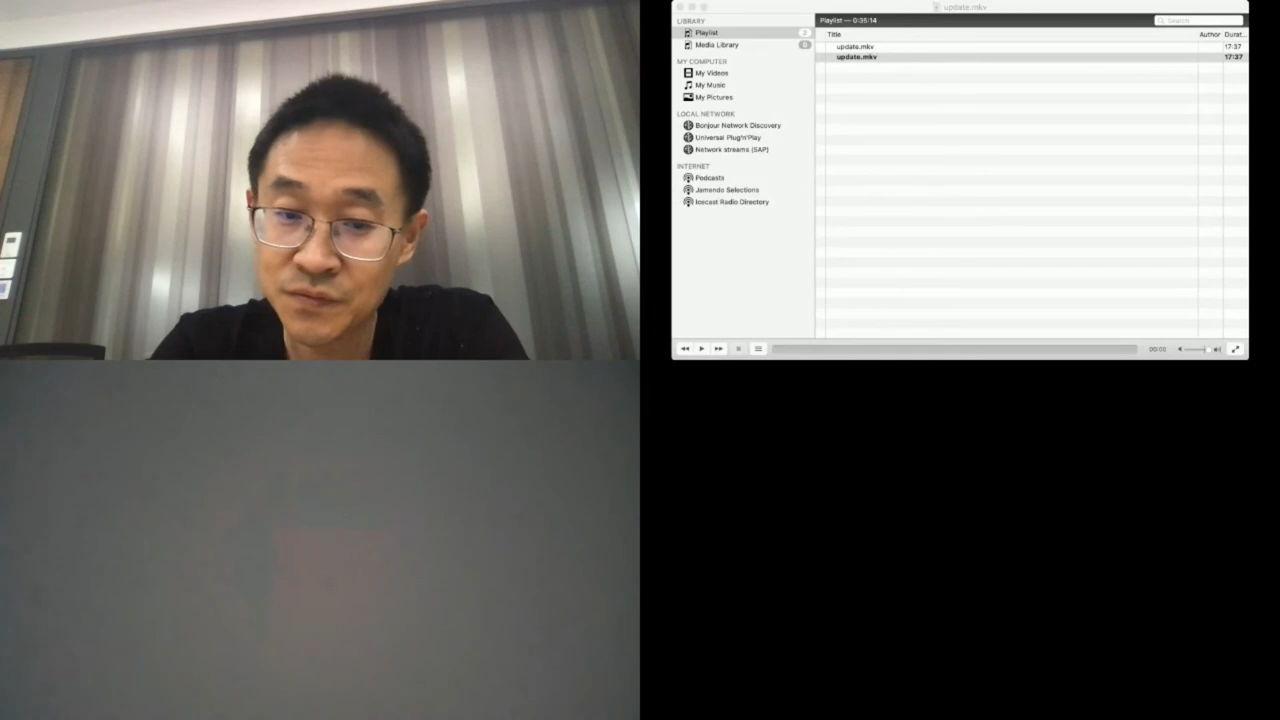 update.mkv
LIBRARY
Playlist 2
Media Library 0
MY COMPUTER
My Videos
My Music
My Pictures
LOCAL NETWORK
Bonjour Network Discovery
Universal Plug'n'Play
Network streams (SAP)
INTERNET
Podcasts
Jamendo Selections
Icecast Radio Directory
Playlist — 0:35:14
Search
Title Author Durat...
update.mkv 17:37
update.mkv 17:37
00:00